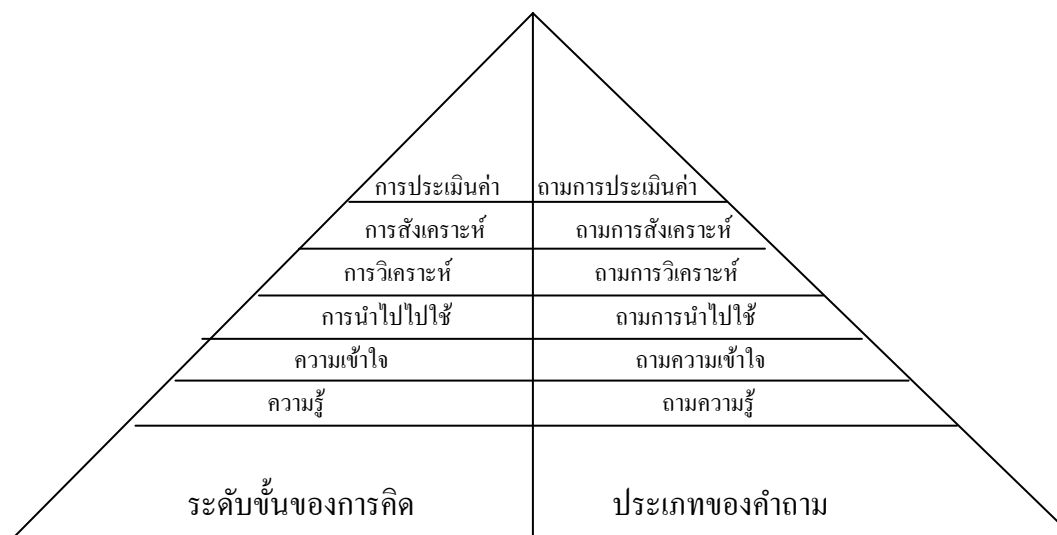 การประเมินค่า ถามการประเมินค่า
การสังเคราะห์ ถามการสังเคราะห์
การวิเคราะห์ ถามการวิเคราะห์
การนำไปไปใช้ ถามการนำไปใช้
ความเข้าใจ ถามความเข้าใจ
ความรู้ ถามความรู้
ระดับขั้นของการคิด ประเภทของคำถาม